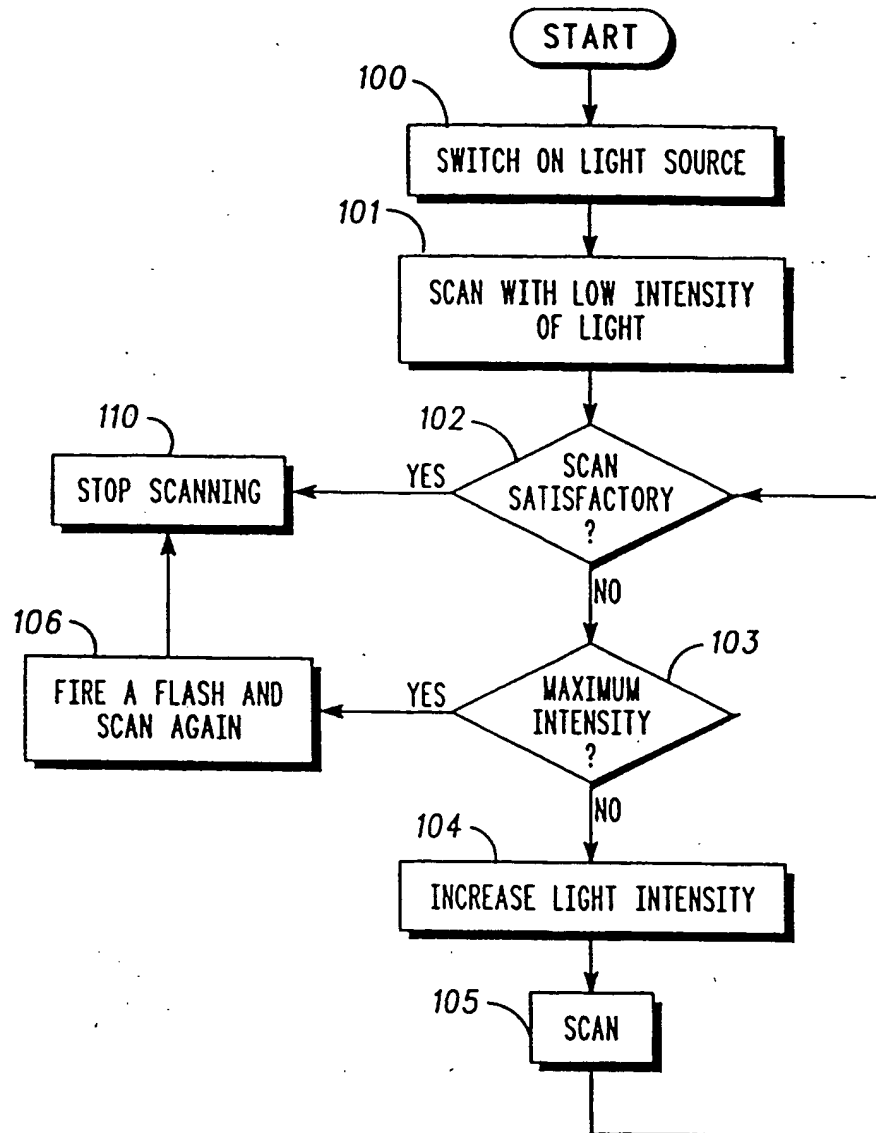 START
100
SWITCH ON LIGHT SOURCE
101
SCAN WITH LOW INTENSITY
OF LIGHT
110
STOP SCANNING
YES
102
SCAN
SATISFACTORY
?
NO
106
FIRE A FLASH AND
SCAN AGAIN
YES
103
MAXIMUM
INTENSITY
?
NO
104
INCREASE LIGHT INTENSITY
105
SCAN